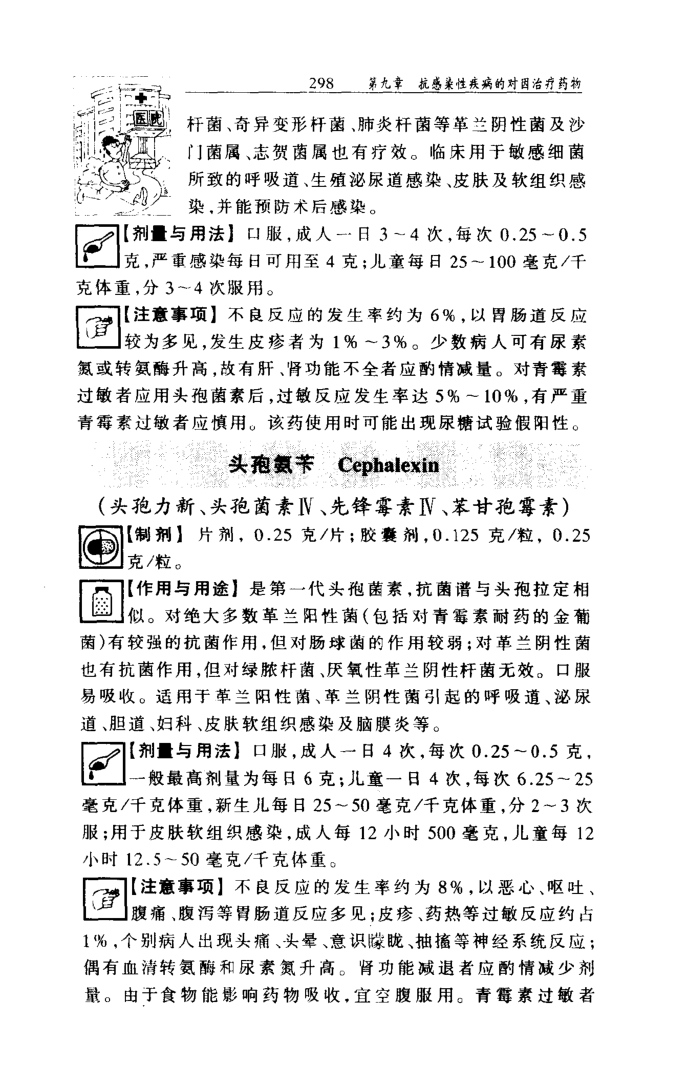 298 第九章 抗感染性疾病的对因治疗药物
医院
杆菌、奇异变形杆菌、肺炎杆菌等革兰阴性菌及沙
门菌属、志贺菌属也有疗效。临床用于敏感细菌
所致的呼吸道、生殖泌尿道感染、皮肤及软组织感
染,并能预防术后感染。
【剂量与用法】 口服,成人一日 3～4 次,每次 0.25～0.5
克,严重感染每日可用至 4 克;儿童每日 25～100 毫克/千
克体重,分 3～4 次服用。
【注意事项】 不良反应的发生率约为 6%,以胃肠道反应
较为多见,发生皮疹者为 1%～3%。少数病人可有尿素
氮或转氨酶升高,故有肝、肾功能不全者应酌情减量。对青霉素
过敏者应用头孢菌素后,过敏反应发生率达 5%～10%,有严重
青霉素过敏者应慎用。该药使用时可能出现尿糖试验假阳性。
头孢氨苄 Cephalexin
(头孢力新、头孢菌素Ⅳ、先锋霉素Ⅳ、苯甘孢霉素)
【制剂】 片剂, 0.25 克/片;胶囊剂,0.125 克/粒, 0.25
克/粒。
【作用与用途】 是第一代头孢菌素,抗菌谱与头孢拉定相
似。对绝大多数革兰阳性菌(包括对青霉素耐药的金葡
菌)有较强的抗菌作用,但对肠球菌的作用较弱;对革兰阴性菌
也有抗菌作用,但对绿脓杆菌、厌氧性革兰阴性杆菌无效。口服
易吸收。适用于革兰阳性菌、革兰阴性菌引起的呼吸道、泌尿
道、胆道、妇科、皮肤软组织感染及脑膜炎等。
【剂量与用法】 口服,成人一日 4 次,每次 0.25～0.5 克,
一般最高剂量为每日 6 克;儿童一日 4 次,每次 6.25～25
毫克/千克体重,新生儿每日 25～50 毫克/千克体重,分 2～3 次
服;用于皮肤软组织感染,成人每 12 小时 500 毫克,儿童每 12
小时 12.5～50 毫克/千克体重。
【注意事项】 不良反应的发生率约为 8%,以恶心、呕吐、
腹痛、腹泻等胃肠道反应多见;皮疹、药热等过敏反应约占
1%,个别病人出现头痛、头晕、意识朦胧、抽搐等神经系统反应;
偶有血清转氨酶和尿素氮升高。肾功能减退者应酌情减少剂
量。由于食物能影响药物吸收,宜空腹服用。青霉素过敏者